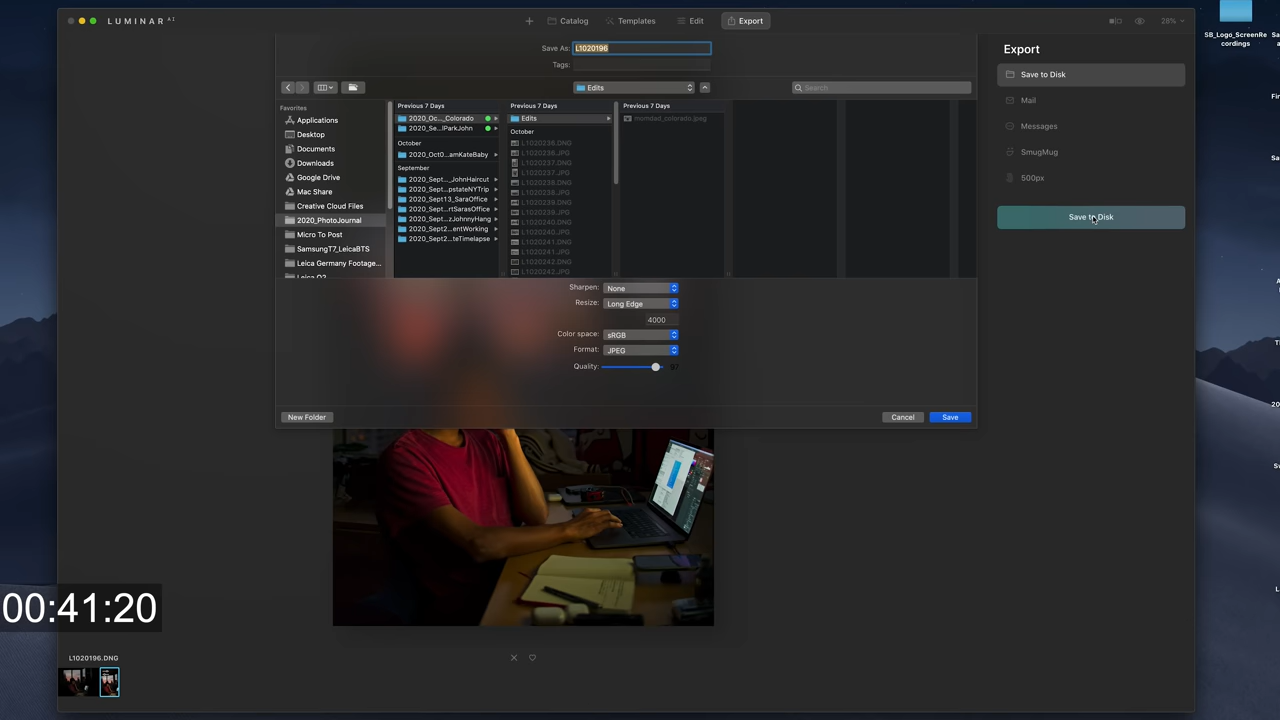 LUMINAR AI
Catalog
Templates
Edit
Export
28%
SB_Logo_ScreenRe
cordings
Save As: L1020196
Tags:
Edits
Search
Favorites
Applications
Desktop
Documents
Downloads
Google Drive
Mac Share
Creative Cloud Files
2020_PhotoJournal
Micro To Post
SamsungT7_LeicaBTS
Leica Germany Footage...
Leica Q2
Previous 7 Days
2020_Oc..._Colorado
2020_Se...lParkJohn
October
2020_Oct0...amKateBaby
September
2020_Sept..._JohnHaircut
2020_Sept...pstateNYTrip
2020_Sept13_SaraOffice
2020_Sept...rtSarasOffice
2020_Sept...zJohnnyHang
2020_Sept2...entWorking
2020_Sept2...teTimelapse
Previous 7 Days
Edits
October
L1020236.DNG
L1020236.JPG
L1020237.DNG
L1020237.JPG
L1020238.DNG
L1020238.JPG
L1020239.DNG
L1020239.JPG
L1020240.DNG
L1020240.JPG
L1020241.DNG
L1020241.JPG
L1020242.DNG
L1020242.JPG
Previous 7 Days
momdad_colorado.jpeg
Sharpen: None
Resize: Long Edge
4000
Color space: sRGB
Format: JPEG
Quality:
New Folder
Cancel
Save
Export
Save to Disk
Mail
Messages
SmugMug
500px
Save to Disk
00:41:20
L1020196.DNG